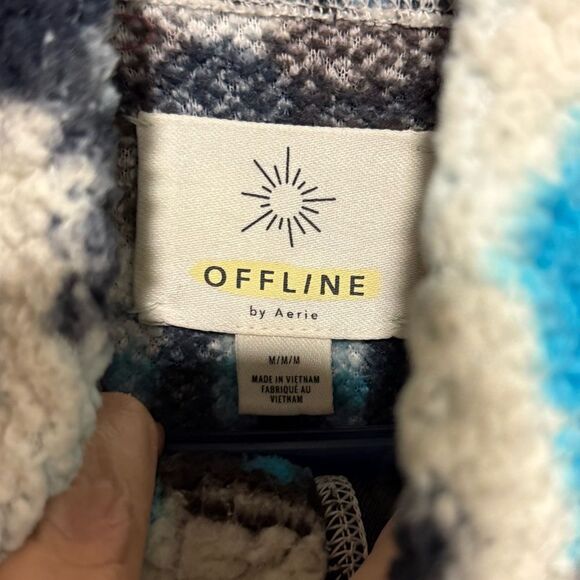 OFFLINE
by Aerie
M/M/M
MADE IN VIETNAM
FABRIQUÉ AU
VIETNAM